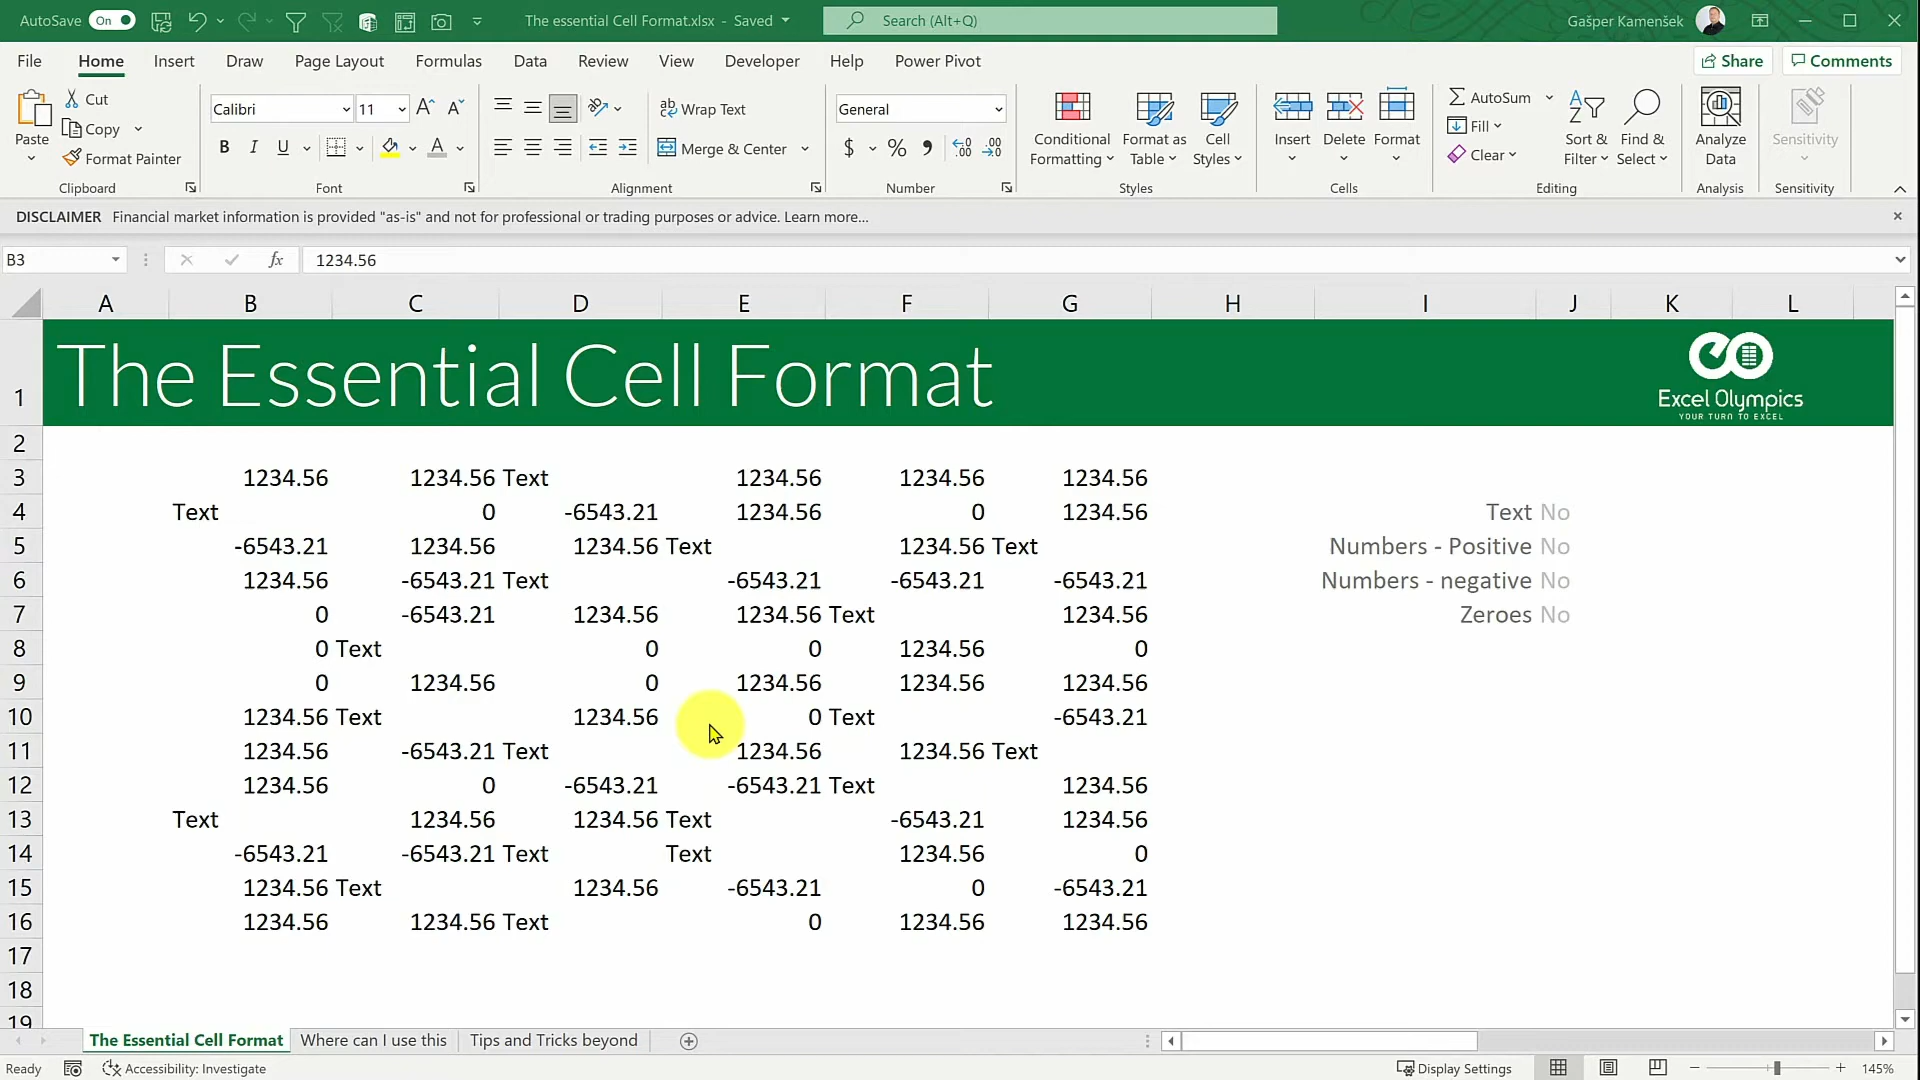 AutoSave On The essential Cell Format.xlsx - Saved Search (Alt+Q) Gašper Kamenšek
File Home Insert Draw Page Layout Formulas Data Review View Developer Help Power Pivot Share Comments
Paste Cut Copy Format Painter Clipboard
Calibri 11 B I U A Font
Wrap Text Merge & Center Alignment
General $ % Number
Conditional Formatting Format as Table Cell Styles Styles
Insert Delete Format Cells
AutoSum Fill Clear Sort & Filter Find & Select Editing
Analyze Data Analysis
Sensitivity Sensitivity
DISCLAIMER Financial market information is provided "as-is" and not for professional or trading purposes or advice. Learn more...
B3 fx 1234.56
A B C D E F G H I J K L
1 The Essential Cell Format Excel Olympics
YOUR TURN TO EXCEL
2
3 1234.56 1234.56 Text 1234.56 1234.56 1234.56
4 Text 0 -6543.21 1234.56 0 1234.56 Text No
5 -6543.21 1234.56 1234.56 Text 1234.56 Text Numbers - Positive No
6 1234.56 -6543.21 Text -6543.21 -6543.21 -6543.21 Numbers - negative No
7 0 -6543.21 1234.56 1234.56 Text 1234.56 Zeroes No
8 0 Text 0 0 1234.56 0
9 0 1234.56 0 1234.56 1234.56 1234.56
10 1234.56 Text 1234.56 0 Text -6543.21
11 1234.56 -6543.21 Text 1234.56 1234.56 Text
12 1234.56 0 -6543.21 -6543.21 Text 1234.56
13 Text 1234.56 1234.56 Text -6543.21 1234.56
14 -6543.21 -6543.21 Text Text 1234.56 0
15 1234.56 Text 1234.56 -6543.21 0 -6543.21
16 1234.56 1234.56 Text 0 1234.56 1234.56
17
18
19
The Essential Cell Format Where can I use this Tips and Tricks beyond
Ready Accessibility: Investigate Display Settings 145%